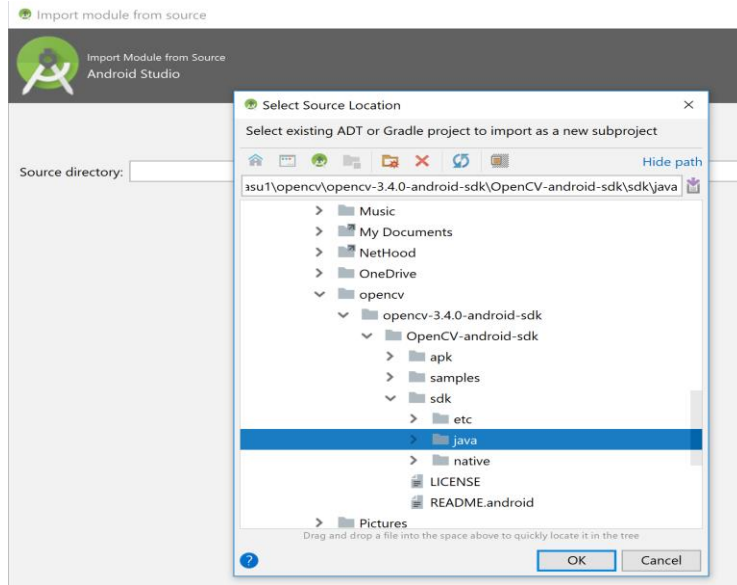 Import module from source
Import Module from Source
Android Studio
Select Source Location
Select existing ADT or Gradle project to import as a new subproject
Hide path
Source directory:
asu1\opencv\opencv-3.4.0-android-sdk\OpenCV-android-sdk\sdk\java
Music
My Documents
NetHood
OneDrive
opencv
opencv-3.4.0-android-sdk
OpenCV-android-sdk
apk
samples
sdk
etc
java
native
LICENSE
README.android
Pictures
Drag and drop a file into the space above to quickly locate it in the tree
?
OK
Cancel